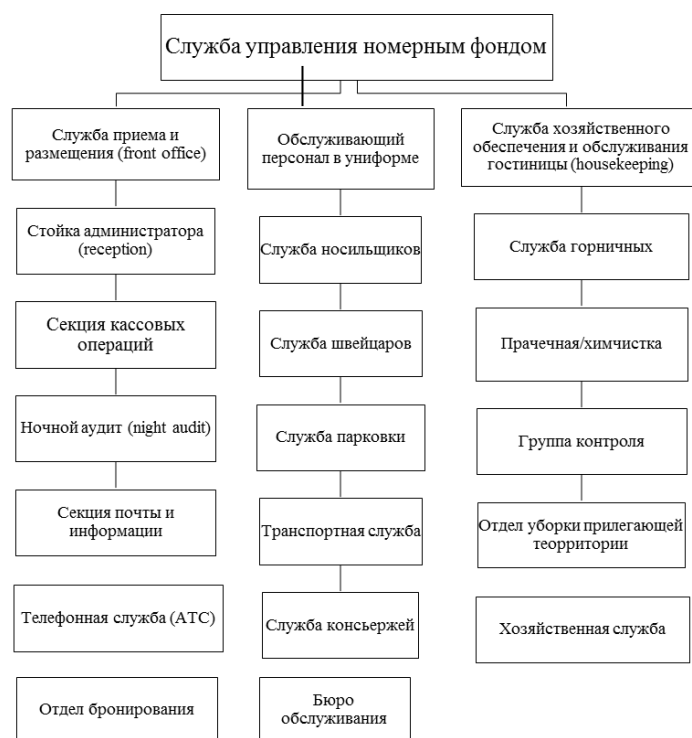 Служба управления номерным фондом
Служба приема и
размещения (front office)
Стойка администратора
(reception)
Секция кассовых
операций
Ночной аудит (night audit)
Секция почты и
информации
Телефонная служба (АТС)
Отдел бронирования
Обслуживающий
персонал в униформе
Служба носильщиков
Служба швейцаров
Служба парковки
Транспортная служба
Служба консьержей
Бюро
обслуживания
Служба хозяйственного
обеспечения и обслуживания
гостиницы (housekeeping)
Служба горничных
Прачечная/химчистка
Группа контроля
Отдел уборки прилегающей
теорритории
Хозяйственная служба